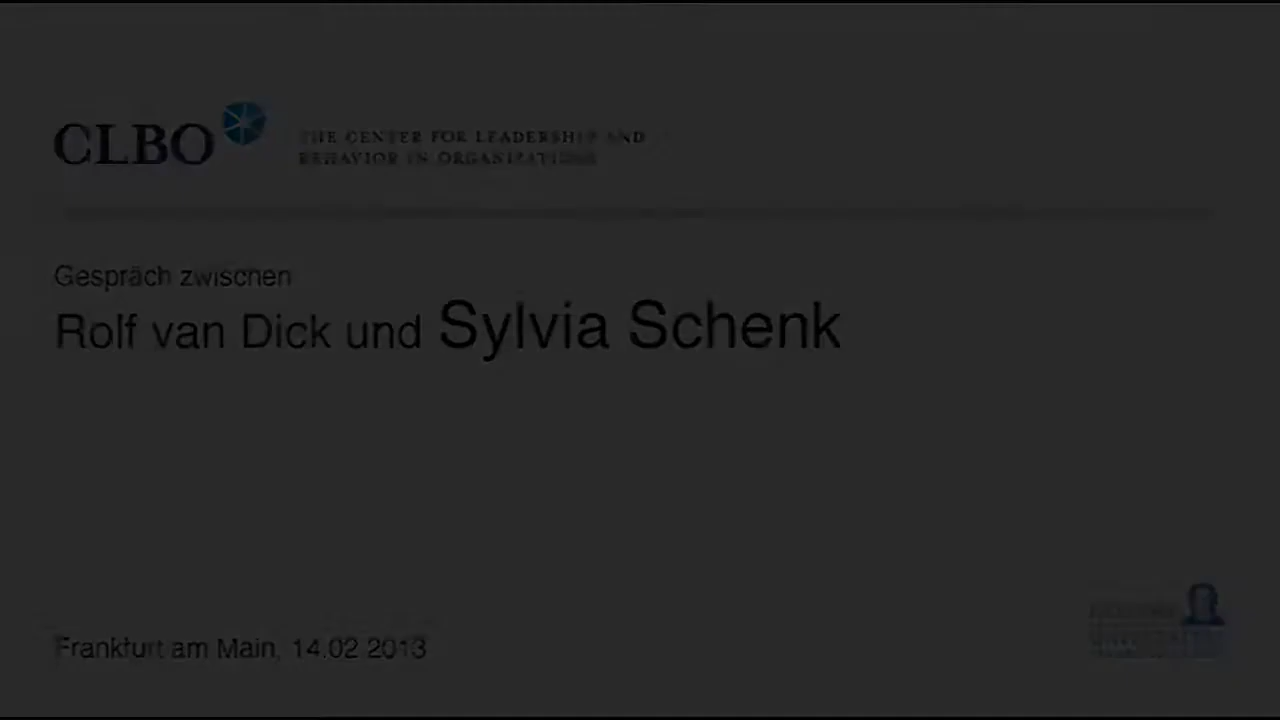 CLBO
THE CENTER FOR LEADERSHIP AND
BEHAVIOR IN ORGANIZATIONS
Gespräch zwischen
Rolf van Dick und Sylvia Schenk
Frankfurt am Main, 14.02 2013
UNIVERSITÄT